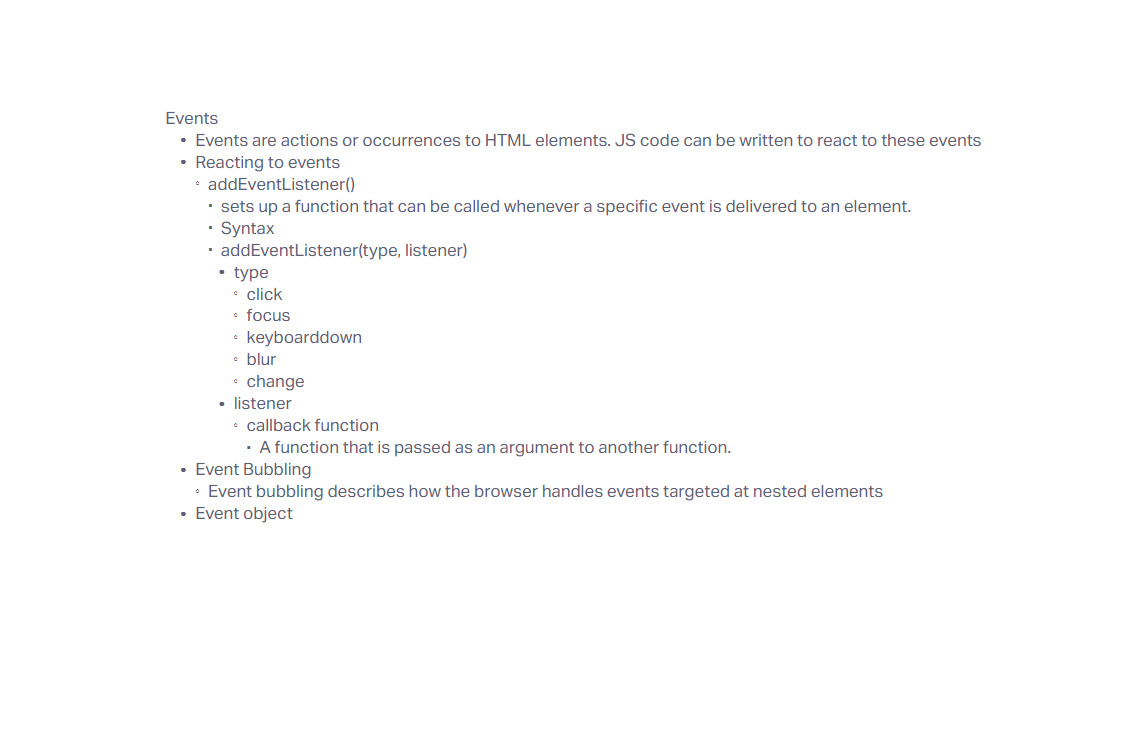 Events
• Events are actions or occurrences to HTML elements. JS code can be written to react to these events
• Reacting to events
◦ addEventListener()
▪ sets up a function that can be called whenever a specific event is delivered to an element.
▪ Syntax
▪ addEventListener(type, listener)
• type
◦ click
◦ focus
◦ keyboarddown
◦ blur
◦ change
• listener
◦ callback function
▪ A function that is passed as an argument to another function.
• Event Bubbling
◦ Event bubbling describes how the browser handles events targeted at nested elements
• Event object